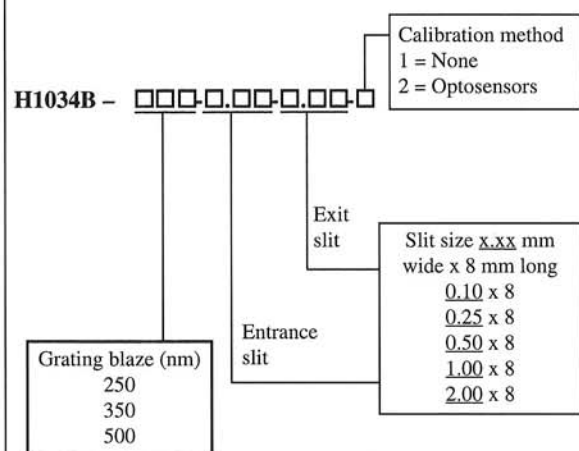 Calibration method
1 = None
2 = Optosensors
H1034B – □□□-□.□□-□.□□-□
Exit
slit
Slit size x.xx mm
wide x 8 mm long
0.10 x 8
0.25 x 8
0.50 x 8
1.00 x 8
2.00 x 8
Entrance
slit
Grating blaze (nm)
250
350
500